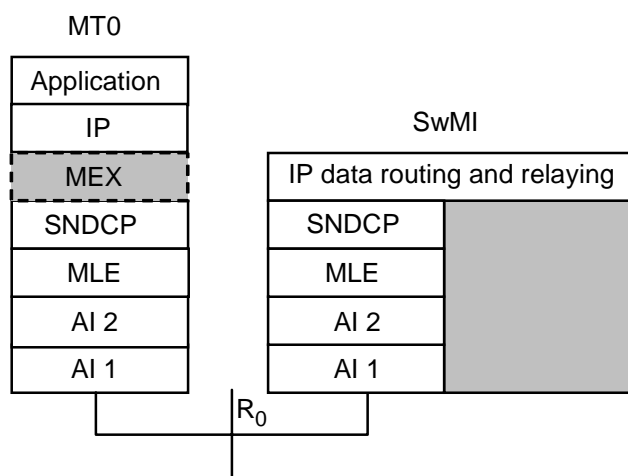 MT0
Application
IP
MEX
SNDCP
MLE
AI 2
AI 1
SwMI
IP data routing and relaying
SNDCP
MLE
AI 2
AI 1
R0